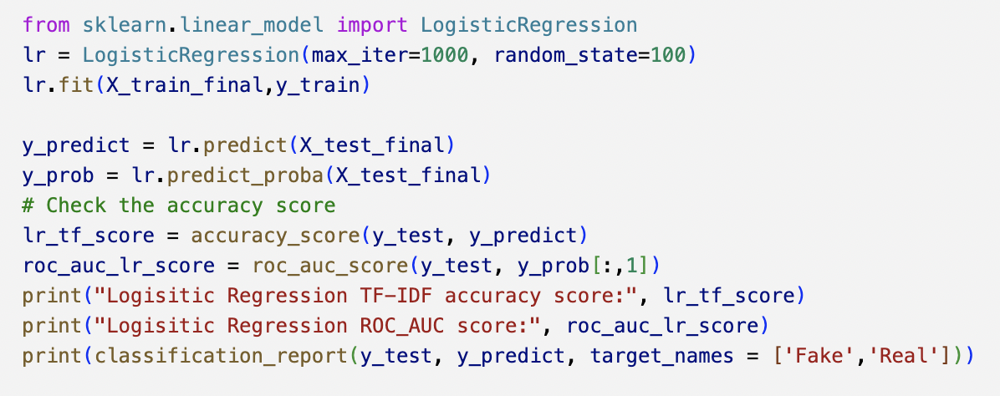 from sklearn.linear_model import LogisticRegression
lr = LogisticRegression(max_iter=1000, random_state=100)
lr.fit(X_train_final,y_train)
y_predict = lr.predict(X_test_final)
y_prob = lr.predict_proba(X_test_final)
# Check the accuracy score
lr_tf_score = accuracy_score(y_test, y_predict)
roc_auc_lr_score = roc_auc_score(y_test, y_prob[:,1])
print("Logisitic Regression TF-IDF accuracy score:", lr_tf_score)
print("Logisitic Regression ROC_AUC score:", roc_auc_lr_score)
print(classification_report(y_test, y_predict, target_names = ['Fake','Real']))